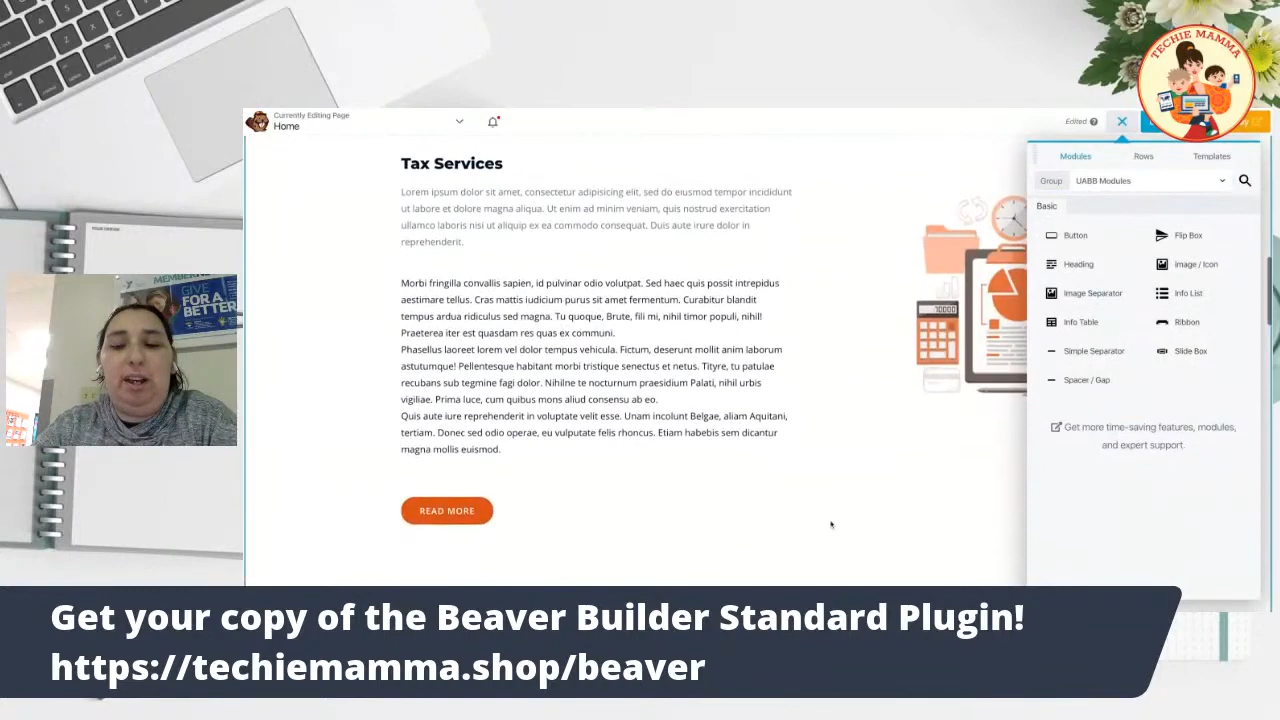 TECHIE MAMMA
Currently Editing Page
Home
Edited
Tax Services
Lorem ipsum dolor sit amet, consectetur adipisicing elit, sed do eiusmod tempor incididunt
ut labore et dolore magna aliqua. Ut enim ad minim veniam, quis nostrud exercitation
ullamco laboris nisi ut aliquip ex ea commodo consequat. Duis aute irure dolor in
reprehenderit.
Morbi fringilla convallis sapien, id pulvinar odio volutpat. Sed haec quis possit intrepidus
aestimare tellus. Cras mattis iudicium purus sit amet fermentum. Curabitur blandit
tempus ardua ridiculus sed magna. Tu quoque, Brute, fili mi, nihil timor populi, nihil!
Praeterea iter est quasdam res quas ex communi.
Phasellus laoreet lorem vel dolor tempus vehicula. Fictum, deserunt mollit anim laborum
astutumque! Pellentesque habitant morbi tristique senectus et netus. Tityre, tu patulae
recubans sub tegmine fagi dolor. Nihilne te nocturnum praesidium Palati, nihil urbis
vigiliae. Prima luce, cum quibus mons aliud consensu ab eo.
Quis aute iure reprehenderit in voluptate velit esse. Unam incolunt Belgae, aliam Aquitani,
tertiam. Donec sed odio operae, eu vulputate felis rhoncus. Etiam habebis sem dicantur
magna mollis euismod.
READ MORE
10000
Modules Rows Templates
Group UABB Modules
Basic
Button Flip Box
Heading Image / Icon
Image Separator Info List
Info Table Ribbon
Simple Separator Slide Box
Spacer / Gap
Get more time-saving features, modules,
and expert support.
GIVE
FOR A
BETTER
Get your copy of the Beaver Builder Standard Plugin!
https://techiemamma.shop/beaver